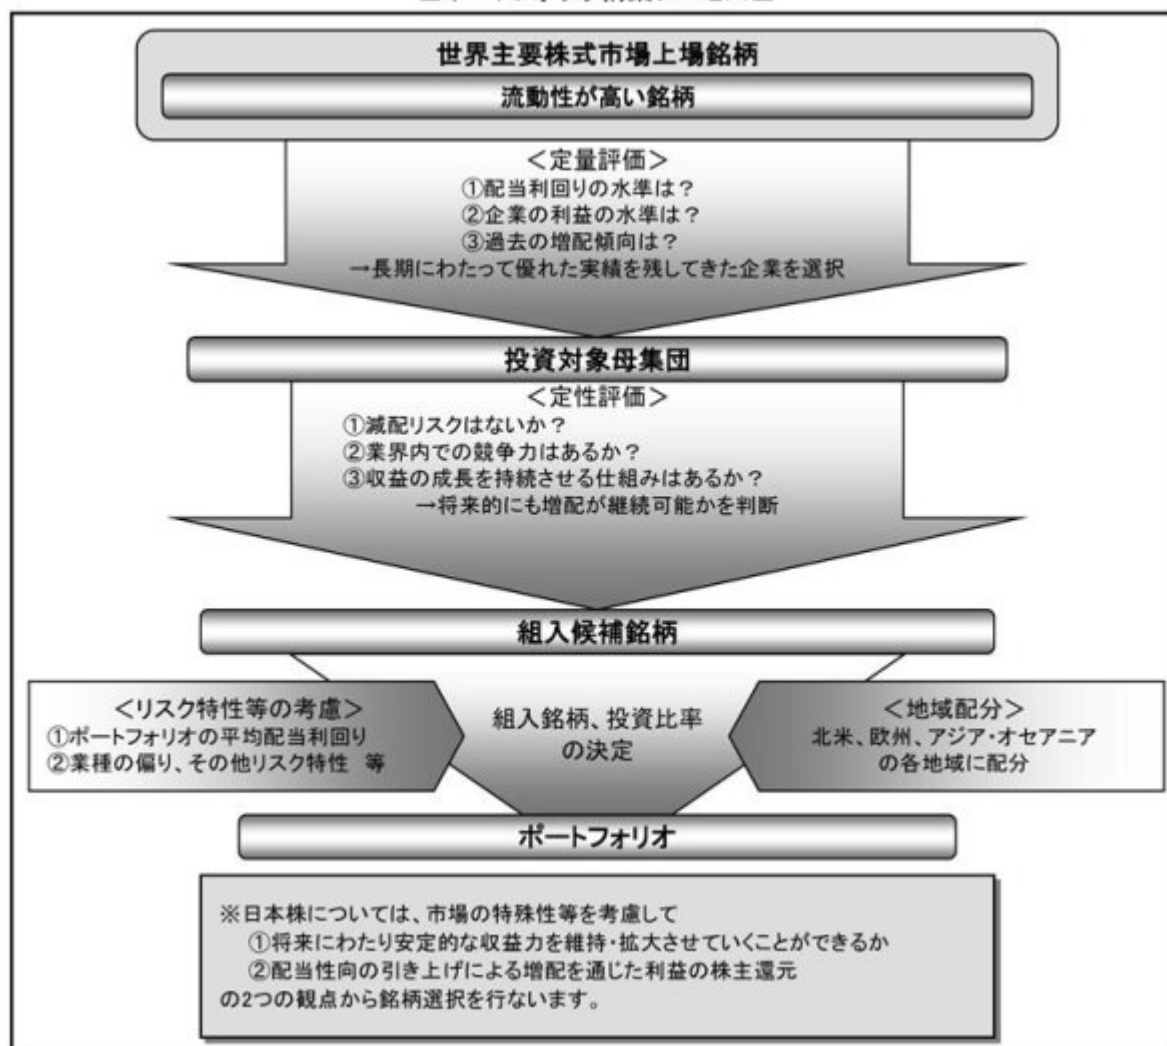 世界主要株式市場上場銘柄
流動性が高い銘柄
＜定量評価＞
①配当利回りの水準は？
②企業の利益の水準は？
③過去の増配傾向は？
→長期にわたって優れた実績を残してきた企業を選択
投資対象母集団
＜定性評価＞
①減配リスクはないか？
②業界内での競争力はあるか？
③収益の成長を持続させる仕組みはあるか？
→将来的にも増配が継続可能かを判断
組入候補銘柄
＜リスク特性等の考慮＞
①ポートフォリオの平均配当利回り
②業種の偏り、その他リスク特性　等
組入銘柄、投資比率
の決定
＜地域配分＞
北米、欧州、アジア・オセアニア
の各地域に配分
ポートフォリオ
※日本株については、市場の特殊性等を考慮して
①将来にわたり安定的な収益力を維持・拡大させていくことができるか
②配当性向の引き上げによる増配を通じた利益の株主還元
の2つの観点から銘柄選択を行ないます。